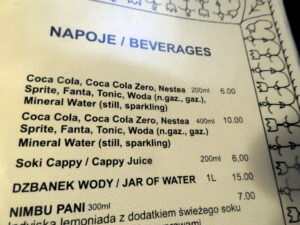 NAPOJE / BEVERAGES
Coca Cola, Coca Cola Zero, Nestea 200ml 6.00
Sprite, Fanta, Tonic, Woda (n.gaz., gaz.),
Mineral Water (still, sparkling)
Coca Cola, Coca Cola Zero, Nestea 400ml 10.00
Sprite, Fanta, Tonic, Woda (n.gaz., gaz.)
Mineral Water (still, sparkling)
Soki Cappy / Cappy Juice 200ml 6,00
DZBANEK WODY / JAR OF WATER 1L 15.00
NIMBU PANI 300ml 7.00
lemoniada z dodatkiem świeżego soku